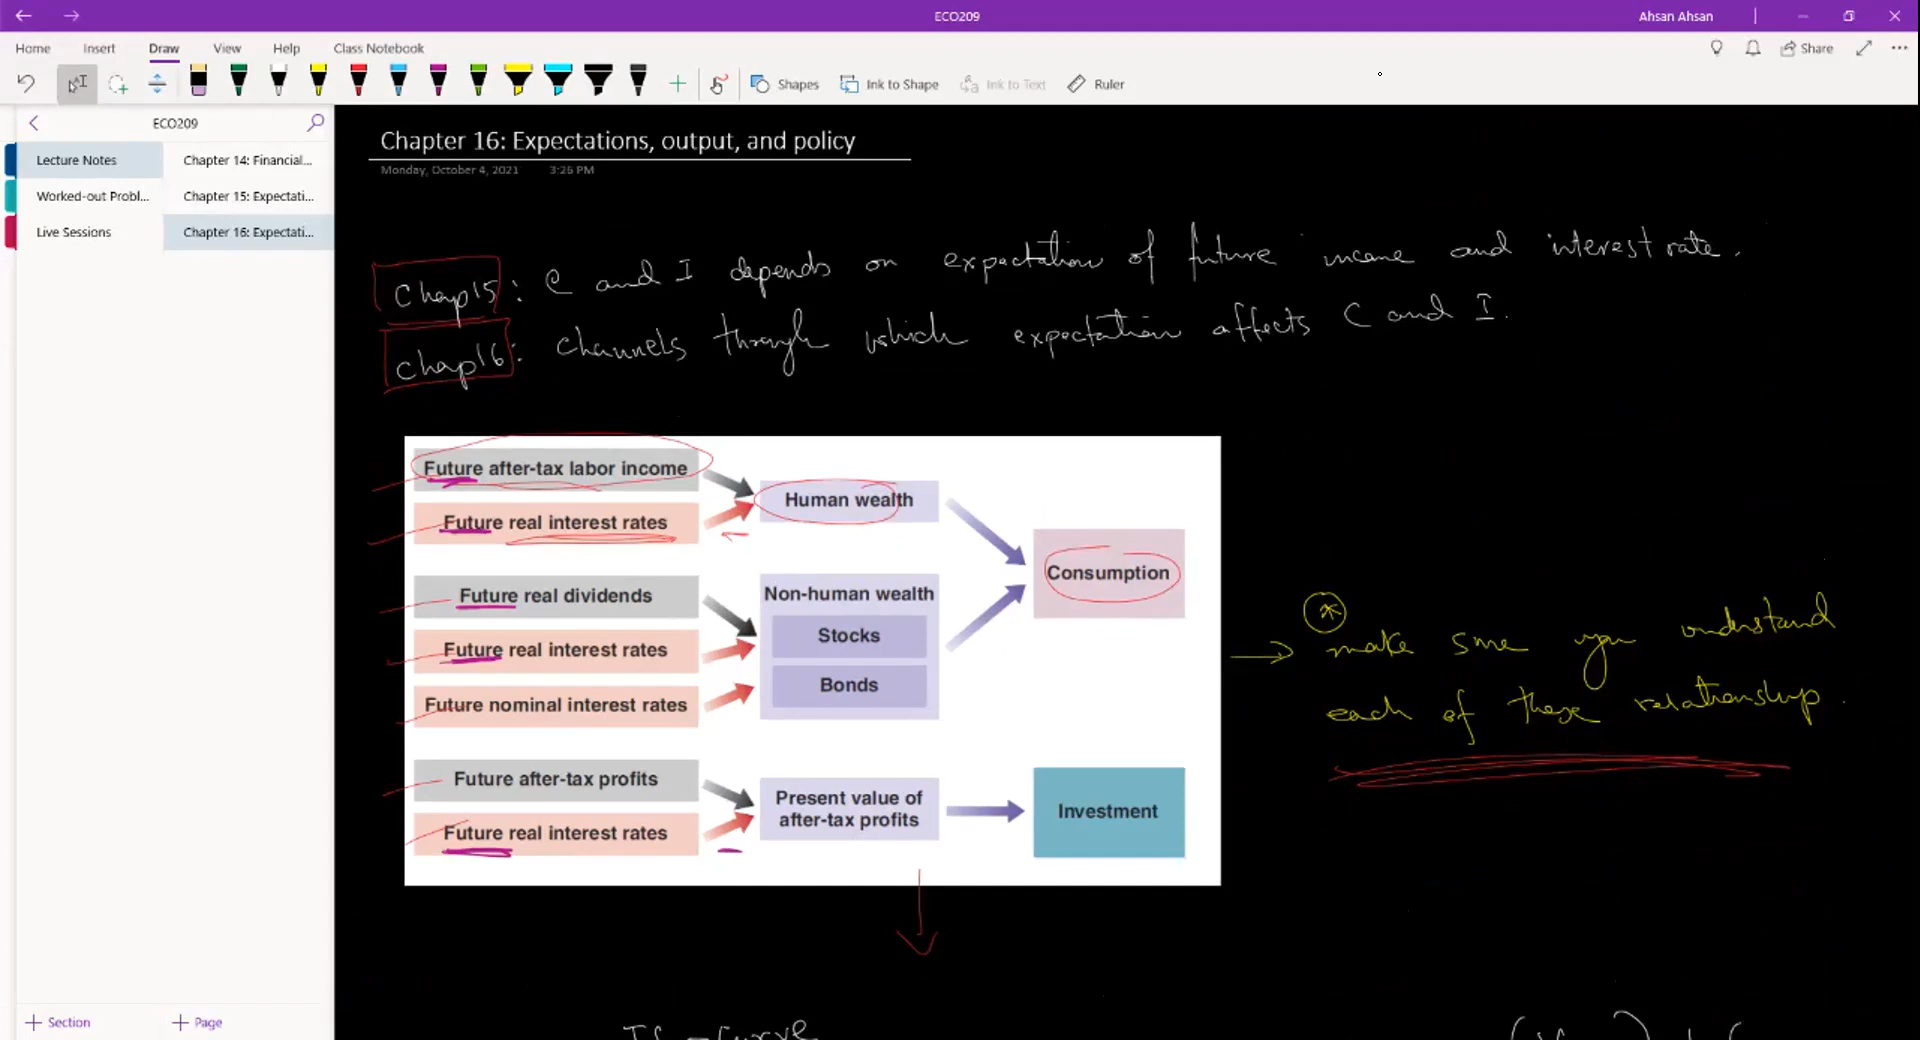 ECO209
Ahsan Ahsan
Home Insert Draw View Help Class Notebook
Share
Shapes Ink to Shape Ink to Text Ruler
ECO209
Lecture Notes
Worked-out Probl...
Live Sessions
Chapter 14: Financial...
Chapter 15: Expectati...
Chapter 16: Expectati...
Chapter 16: Expectations, output, and policy
Monday, October 4, 2021 3:26 PM
Chap15: C and I depends on expectation of future income and interest rate.
Chap16: Channels through which expectation affects C and I.
Future after-tax labor income
Future real interest rates
Human wealth
Future real dividends
Future real interest rates
Future nominal interest rates
Non-human wealth
Stocks
Bonds
Consumption
Future after-tax profits
Future real interest rates
Present value of
after-tax profits
Investment
make sure you understand
each of these relationship.
IS - Curve
Section
Page